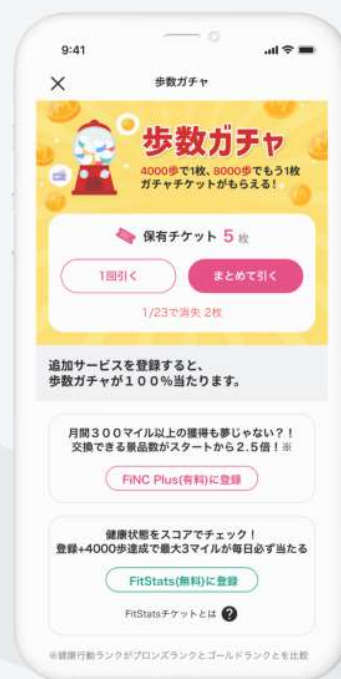 9:41
歩数ガチャ
歩数ガチャ
4000歩で1枚、8000歩でもう1枚
ガチャチケットがもらえる！
保有チケット 5 枚
1回引く
まとめて引く
1/23で消失 2枚
追加サービスを登録すると、
歩数ガチャが１００％当たります。
月間３００マイル以上の獲得も夢じゃない？！
交換できる景品数がスタートから２.５倍！※
FiNC Plus(有料)に登録
健康状態をスコアでチェック！
登録+4000歩達成で最大3マイルが毎日必ず当たる
FitStats(無料)に登録
FitStatsチケットとは ?
※健康行動ランクがブロンズランクとゴールドランクとを比較